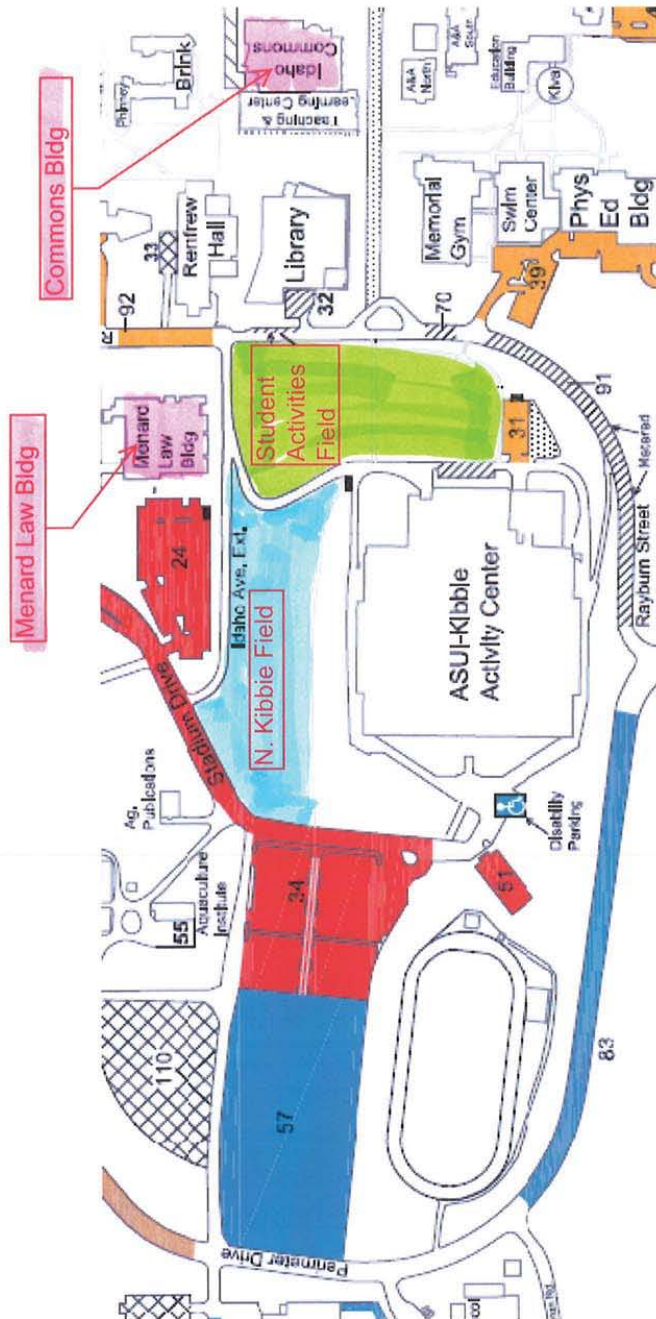 Commons Bldg
Menard Law Bldg
Phinney
Brink
Idaho
Commons
Teaching &
Learning Center
92
33
Renfrew
Hall
Library
32
A&A
North
A&A
South
Education
Building
Kiva
Memorial
Gym
Swim
Center
Phys
Ed
Bldg
39
70
91
Metered
Rayburn Street
Menard
Law
Bldg
Student
Activities
Field
31
24
Idaho Ave. Ext.
N. Kibbie Field
Stadium Drive
ASUI-Kibbie
Activity Center
Ag.
Publications
Aquaculture
Institute
55
34
51
Disability
Parking
110
57
83
Perimeter Drive